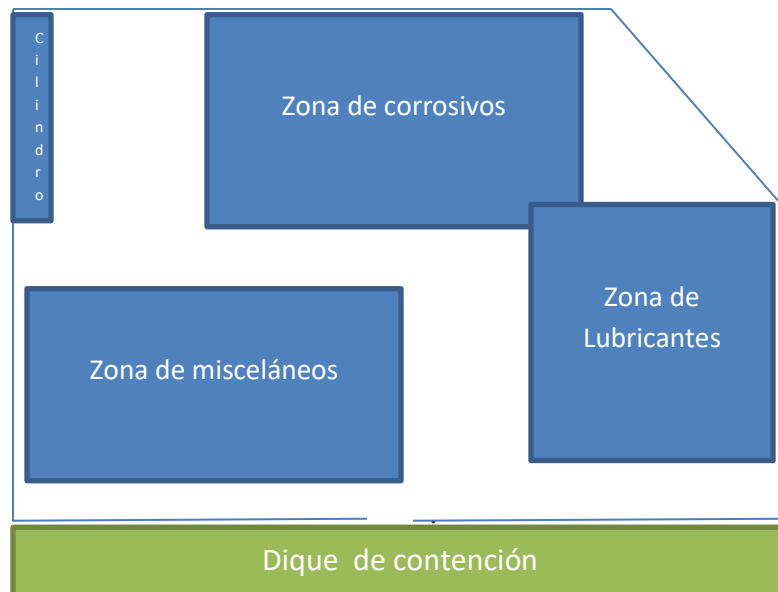 Cilindro
Zona de corrosivos
Zona de
Lubricantes
Zona de misceláneos
Dique de contención